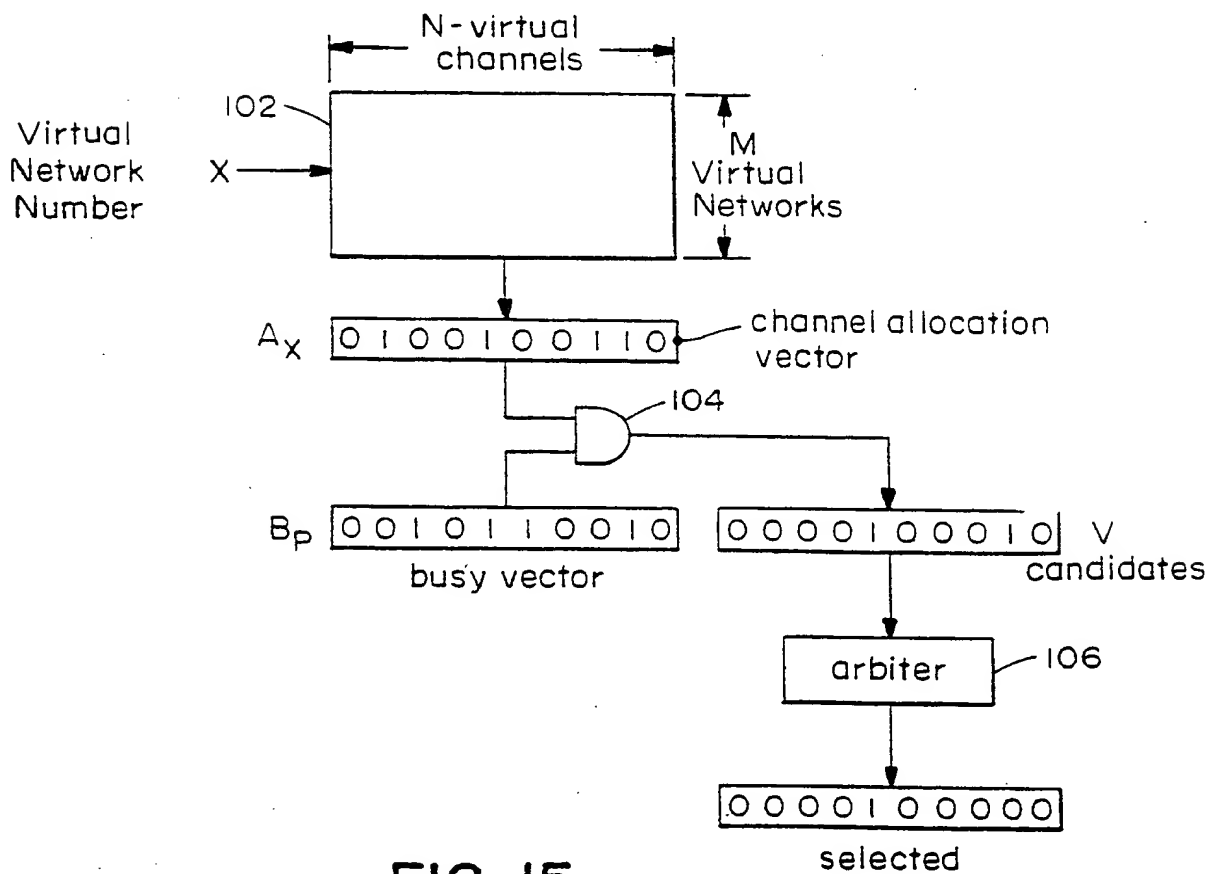 N-virtual
channels
102
Virtual
Network
Number
X
M
Virtual
Networks
AX
0 1 0 0 1 0 0 1 1 0
channel allocation
vector
104
BP
0 0 1 0 1 1 0 0 1 0
busy vector
0 0 0 0 1 0 0 0 1 0
V
candidates
arbiter
106
0 0 0 0 1 0 0 0 0 0
selected
FIG. 15